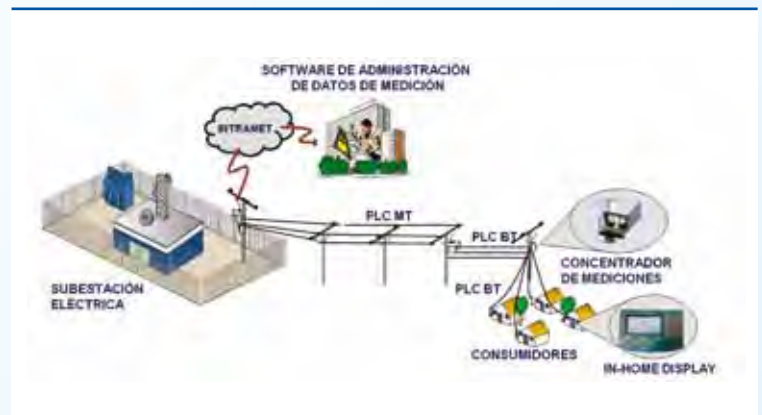 SOFTWARE DE ADMINISTRACIÓN
DE DATOS DE MEDICIÓN
INTRANET
PLC MT
PLC BT
CONCENTRADOR
DE MEDICIONES
SUBESTACIÓN
ELÉCTRICA
PLC BT
CONSUMIDORES
IN-HOME DISPLAY